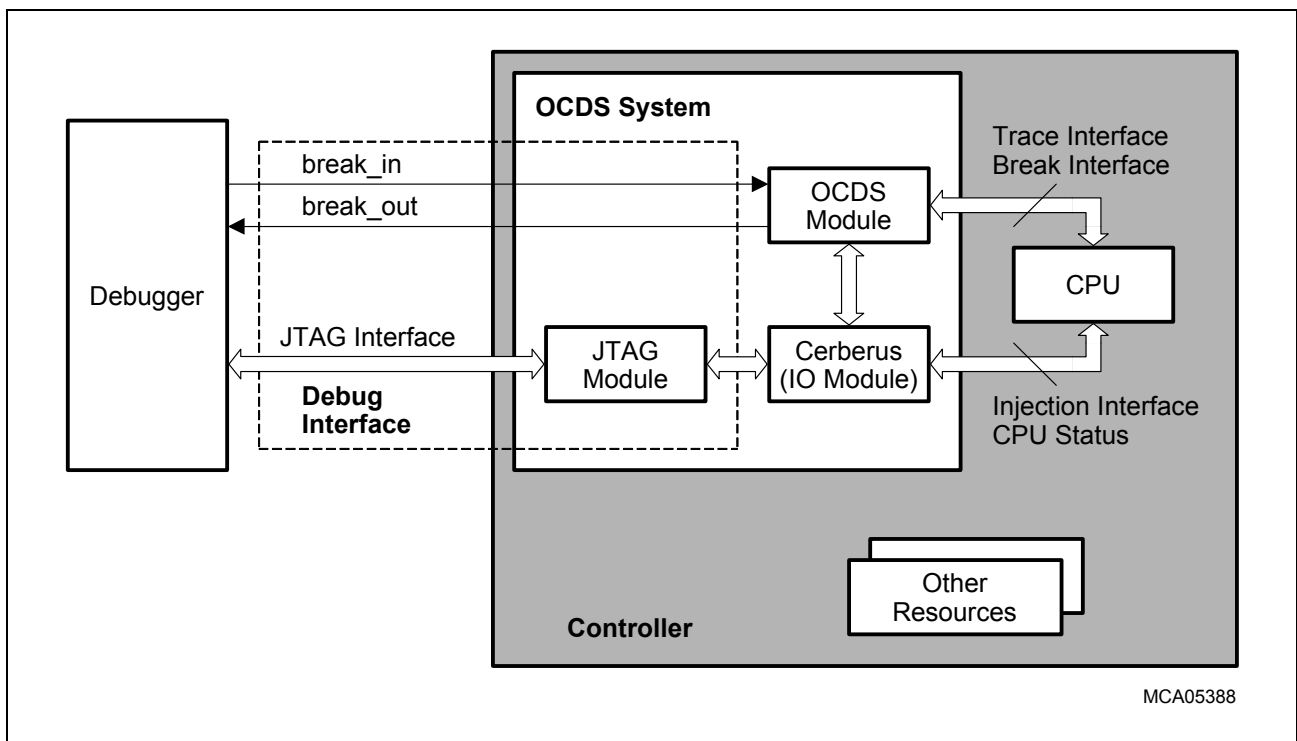 OCDS System
Trace Interface
Break Interface
break_in
break_out
OCDS
Module
Debugger
CPU
JTAG Interface
JTAG
Module
Cerberus
(IO Module)
Debug
Interface
Injection Interface
CPU Status
Other
Resources
Controller
MCA05388